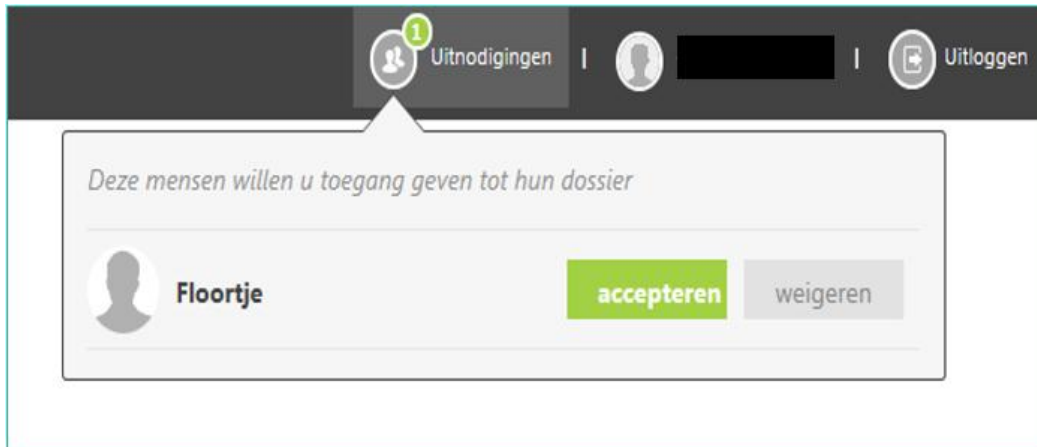 1 Uitnodigingen | | Uitloggen
Deze mensen willen u toegang geven tot hun dossier
Floortje accepteren weigeren